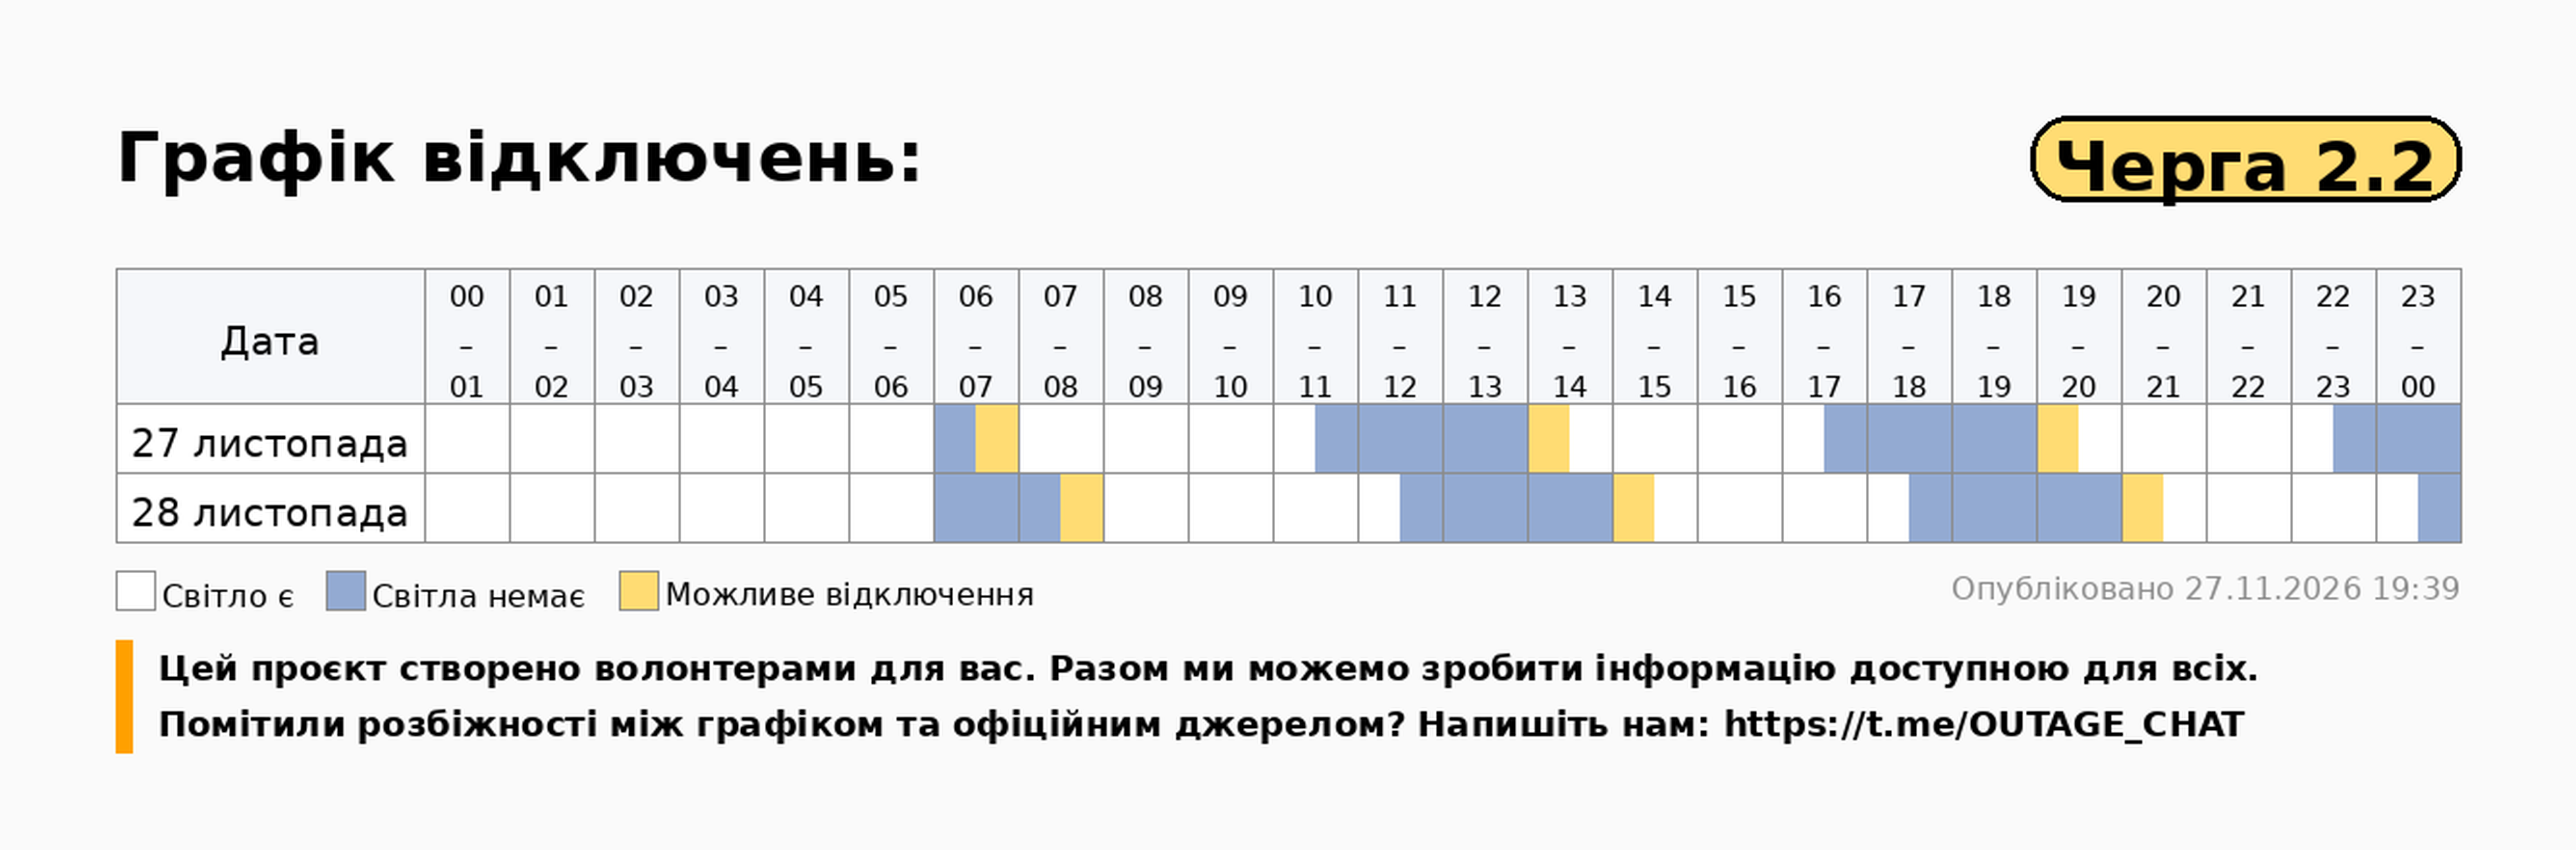 Графік відключень:
Черга 2.2
Дата
00 – 01
01 – 02
02 – 03
03 – 04
04 – 05
05 – 06
06 – 07
07 – 08
08 – 09
09 – 10
10 – 11
11 – 12
12 – 13
13 – 14
14 – 15
15 – 16
16 – 17
17 – 18
18 – 19
19 – 20
20 – 21
21 – 22
22 – 23
23 – 00
27 листопада
28 листопада
Світло є
Світла немає
Можливе відключення
Опубліковано 27.11.2026 19:39
Цей проєкт створено волонтерами для вас. Разом ми можемо зробити інформацію доступною для всіх.
Помітили розбіжності між графіком та офіційним джерелом? Напишіть нам: https://t.me/OUTAGE_CHAT